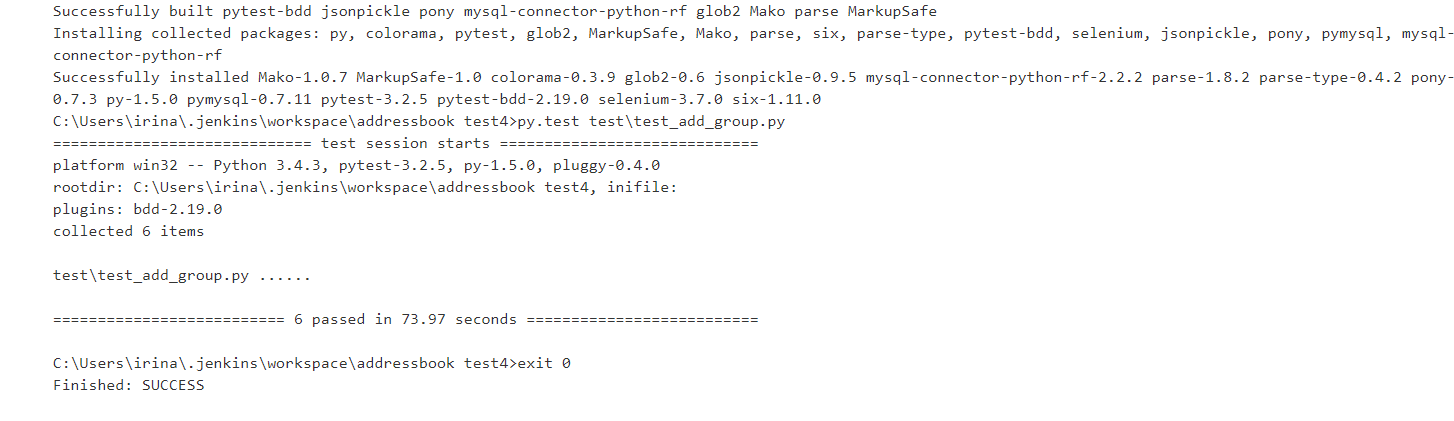 Successfully built pytest-bdd jsonpickle pony mysql-connector-python-rf glob2 Mako parse MarkupSafe
Installing collected packages: py, colorama, pytest, glob2, MarkupSafe, Mako, parse, six, parse-type, pytest-bdd, selenium, jsonpickle, pony, pymysql, mysql-
connector-python-rf
Successfully installed Mako-1.0.7 MarkupSafe-1.0 colorama-0.3.9 glob2-0.6 jsonpickle-0.9.5 mysql-connector-python-rf-2.2.2 parse-1.8.2 parse-type-0.4.2 pony-
0.7.3 py-1.5.0 pymysql-0.7.11 pytest-3.2.5 pytest-bdd-2.19.0 selenium-3.7.0 six-1.11.0
C:\Users\irina\.jenkins\workspace\addressbook test4>py.test test\test_add_group.py
============================= test session starts =============================
platform win32 -- Python 3.4.3, pytest-3.2.5, py-1.5.0, pluggy-0.4.0
rootdir: C:\Users\irina\.jenkins\workspace\addressbook test4, inifile:
plugins: bdd-2.19.0
collected 6 items
test\test_add_group.py ......
========================== 6 passed in 73.97 seconds ==========================
C:\Users\irina\.jenkins\workspace\addressbook test4>exit 0
Finished: SUCCESS